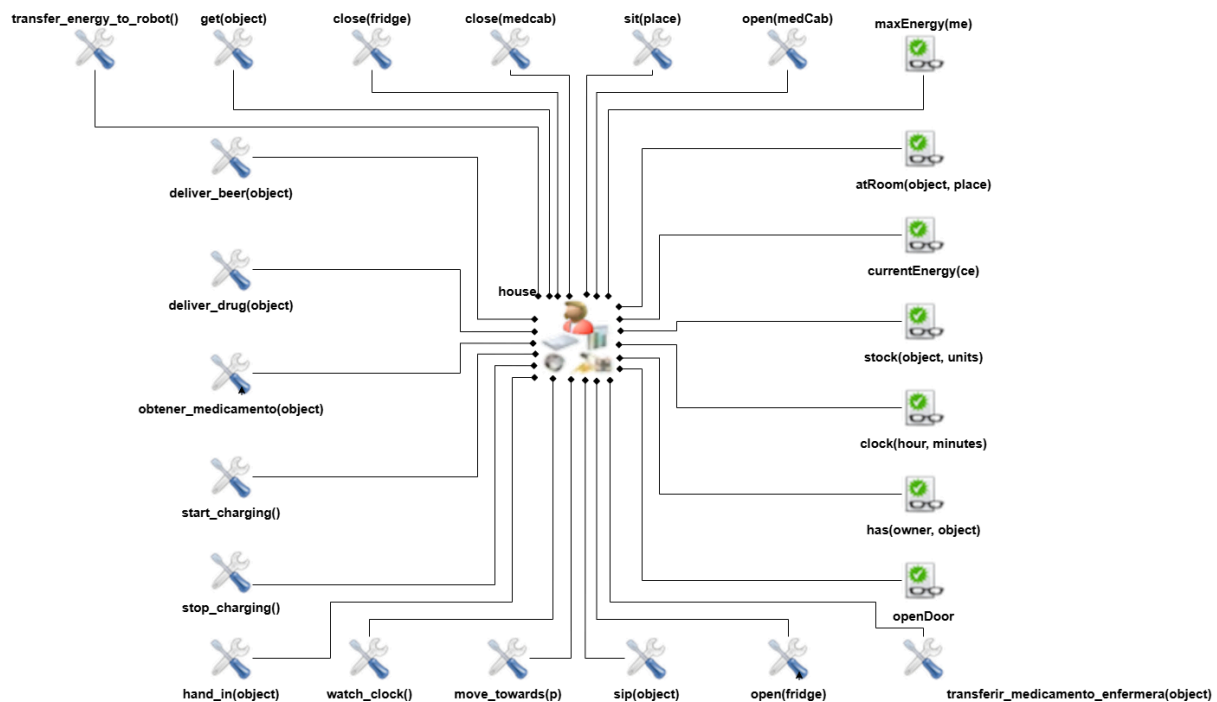 transfer_energy_to_robot()
get(object)
close(fridge)
close(medcab)
sit(place)
open(medCab)
maxEnergy(me)
deliver_beer(object)
atRoom(object, place)
deliver_drug(object)
house
currentEnergy(ce)
stock(object, units)
obtener_medicamento(object)
clock(hour, minutes)
start_charging()
has(owner, object)
stop_charging()
openDoor
hand_in(object)
watch_clock()
move_towards(p)
sip(object)
open(fridge)
transferir_medicamento_enfermera(object)